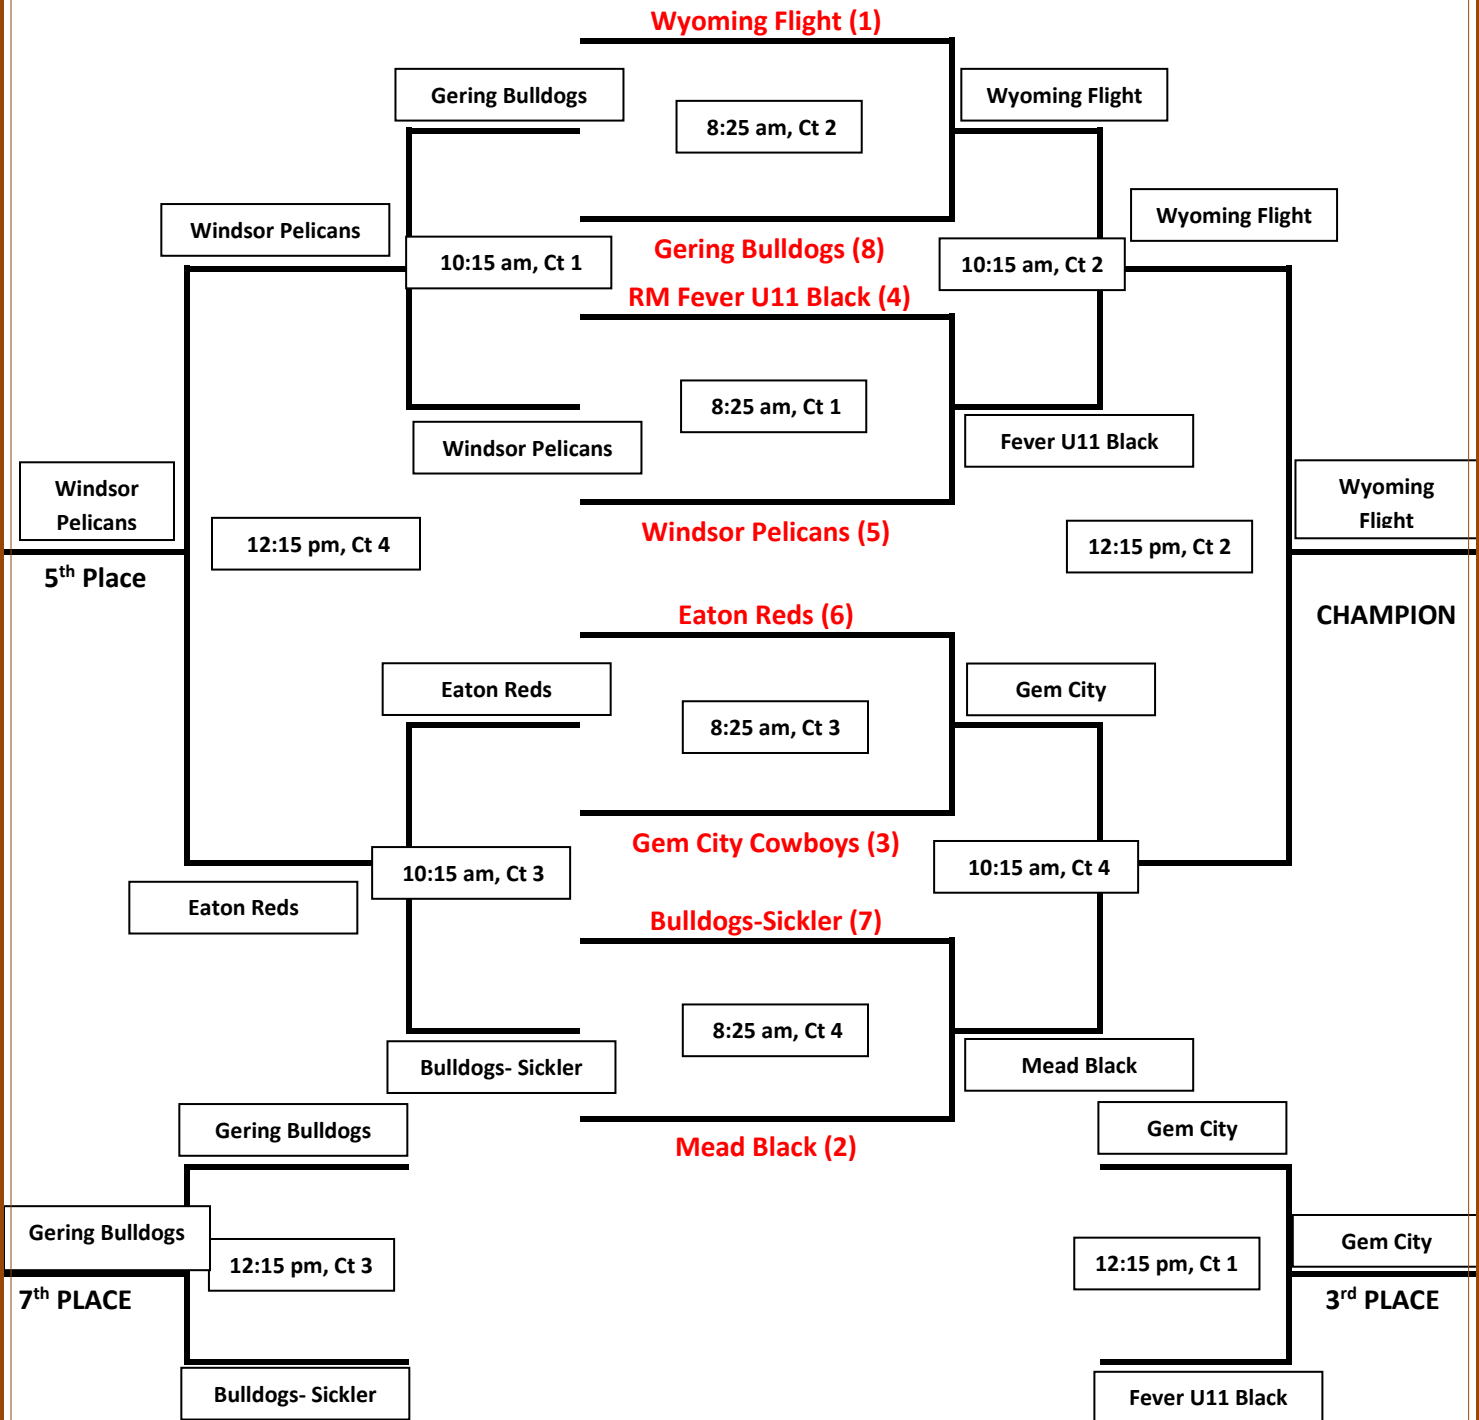 Wyoming Flight (1)
Gering Bulldogs
Wyoming Flight
8:25 am, Ct 2
Windsor Pelicans
Wyoming Flight
Gering Bulldogs (8)
10:15 am, Ct 1
10:15 am, Ct 2
RM Fever U11 Black (4)
8:25 am, Ct 1
Windsor Pelicans
Fever U11 Black
Windsor
Pelicans
Wyoming
Flight
Windsor Pelicans (5)
12:15 pm, Ct 4
12:15 pm, Ct 2
5th Place
Eaton Reds (6)
CHAMPION
Eaton Reds
Gem City
8:25 am, Ct 3
Gem City Cowboys (3)
10:15 am, Ct 3
10:15 am, Ct 4
Eaton Reds
Bulldogs-Sickler (7)
8:25 am, Ct 4
Bulldogs- Sickler
Mead Black
Gering Bulldogs
Gem City
Mead Black (2)
Gering Bulldogs
Gem City
12:15 pm, Ct 3
12:15 pm, Ct 1
7th PLACE
3rd PLACE
Bulldogs- Sickler
Fever U11 Black